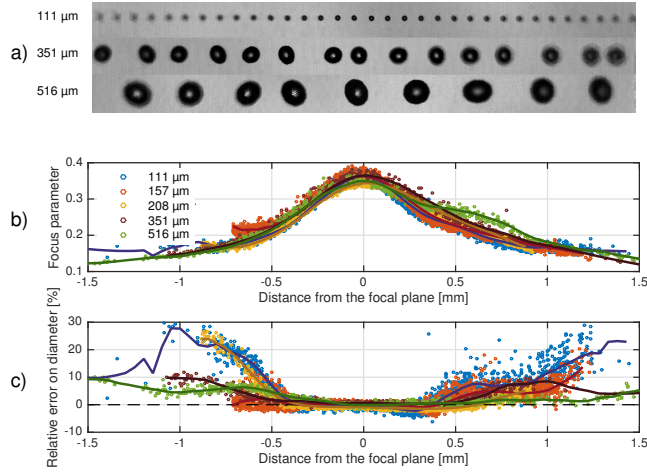 111 µm
a) 351 µm
516 µm
0.4
111 µm
157 µm
b) Focus parameter 0.3 208 µm
351 µm
0.2 516 µm
0.1
-1.5 -1 -0.5 0 0.5 1 1.5
Distance from the focal plane [mm]
30
20
c) Relative error on diameter [%] 10
0
-10
-1.5 -1 -0.5 0 0.5 1 1.5
Distance from the focal plane [mm]